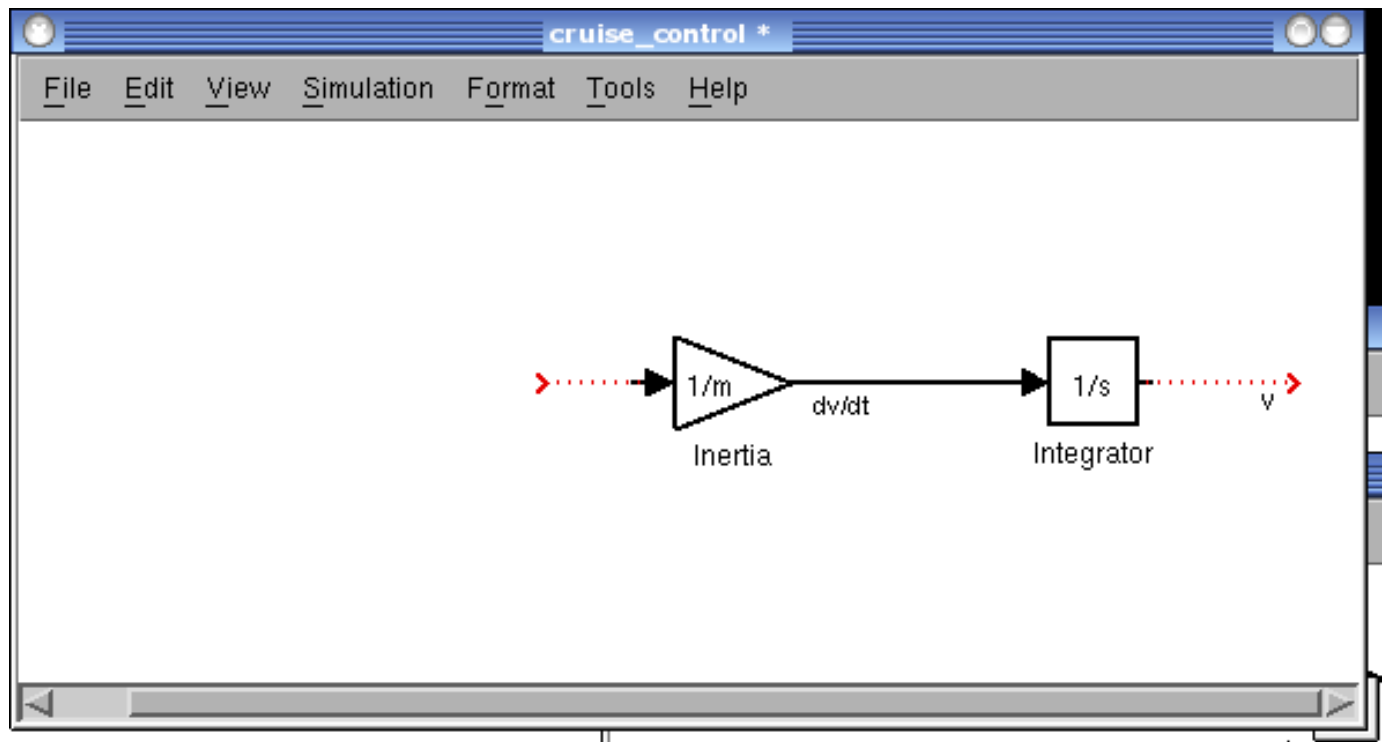 cruise_control *
File Edit View Simulation Format Tools Help
1/m
dv/dt
1/s
v
Inertia
Integrator